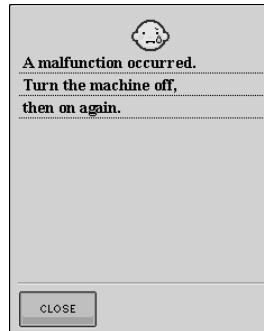 A malfunction occurred.
Turn the machine off,
then on again.
CLOSE